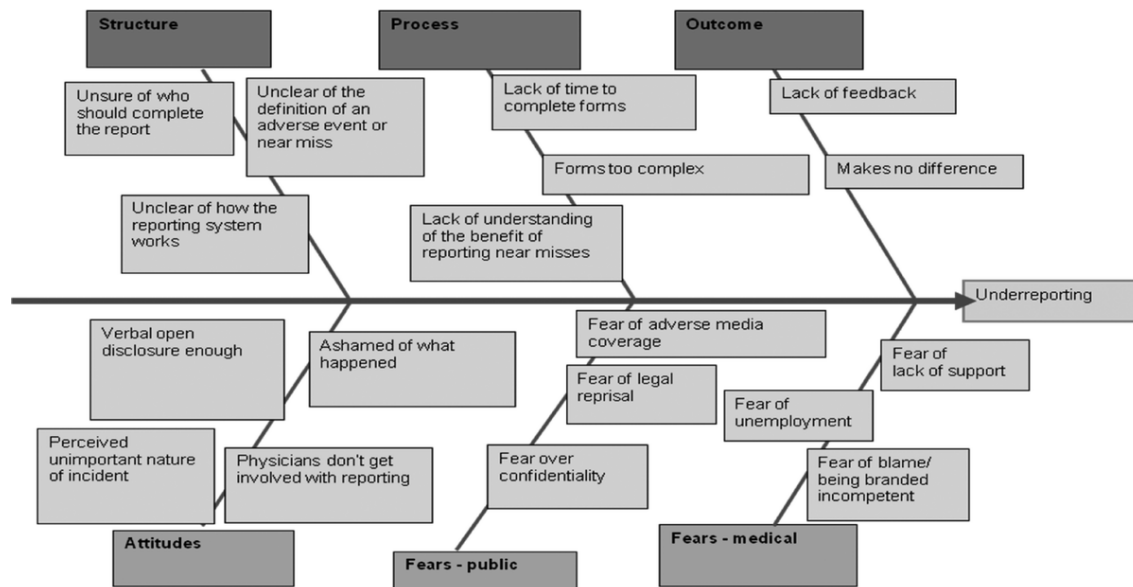 Structure
Process
Outcome
Unsure of who
should complete
the report
Unclear of the
definition of an
adverse event or
near miss
Unclear of how the
reporting system
works
Lack of time to
complete forms
Forms too complex
Lack of understanding
of the benefit of
reporting near misses
Lack of feedback
Makes no difference
Underreporting
Verbal open
disclosure enough
Ashamed of what
happened
Perceived
unimportant nature
of incident
Physicians don't get
involved with reporting
Fear of adverse media
coverage
Fear of legal
reprisal
Fear over
confidentiality
Fear of
lack of support
Fear of
unemployment
Fear of blame/
being branded
incompetent
Attitudes
Fears - public
Fears - medical